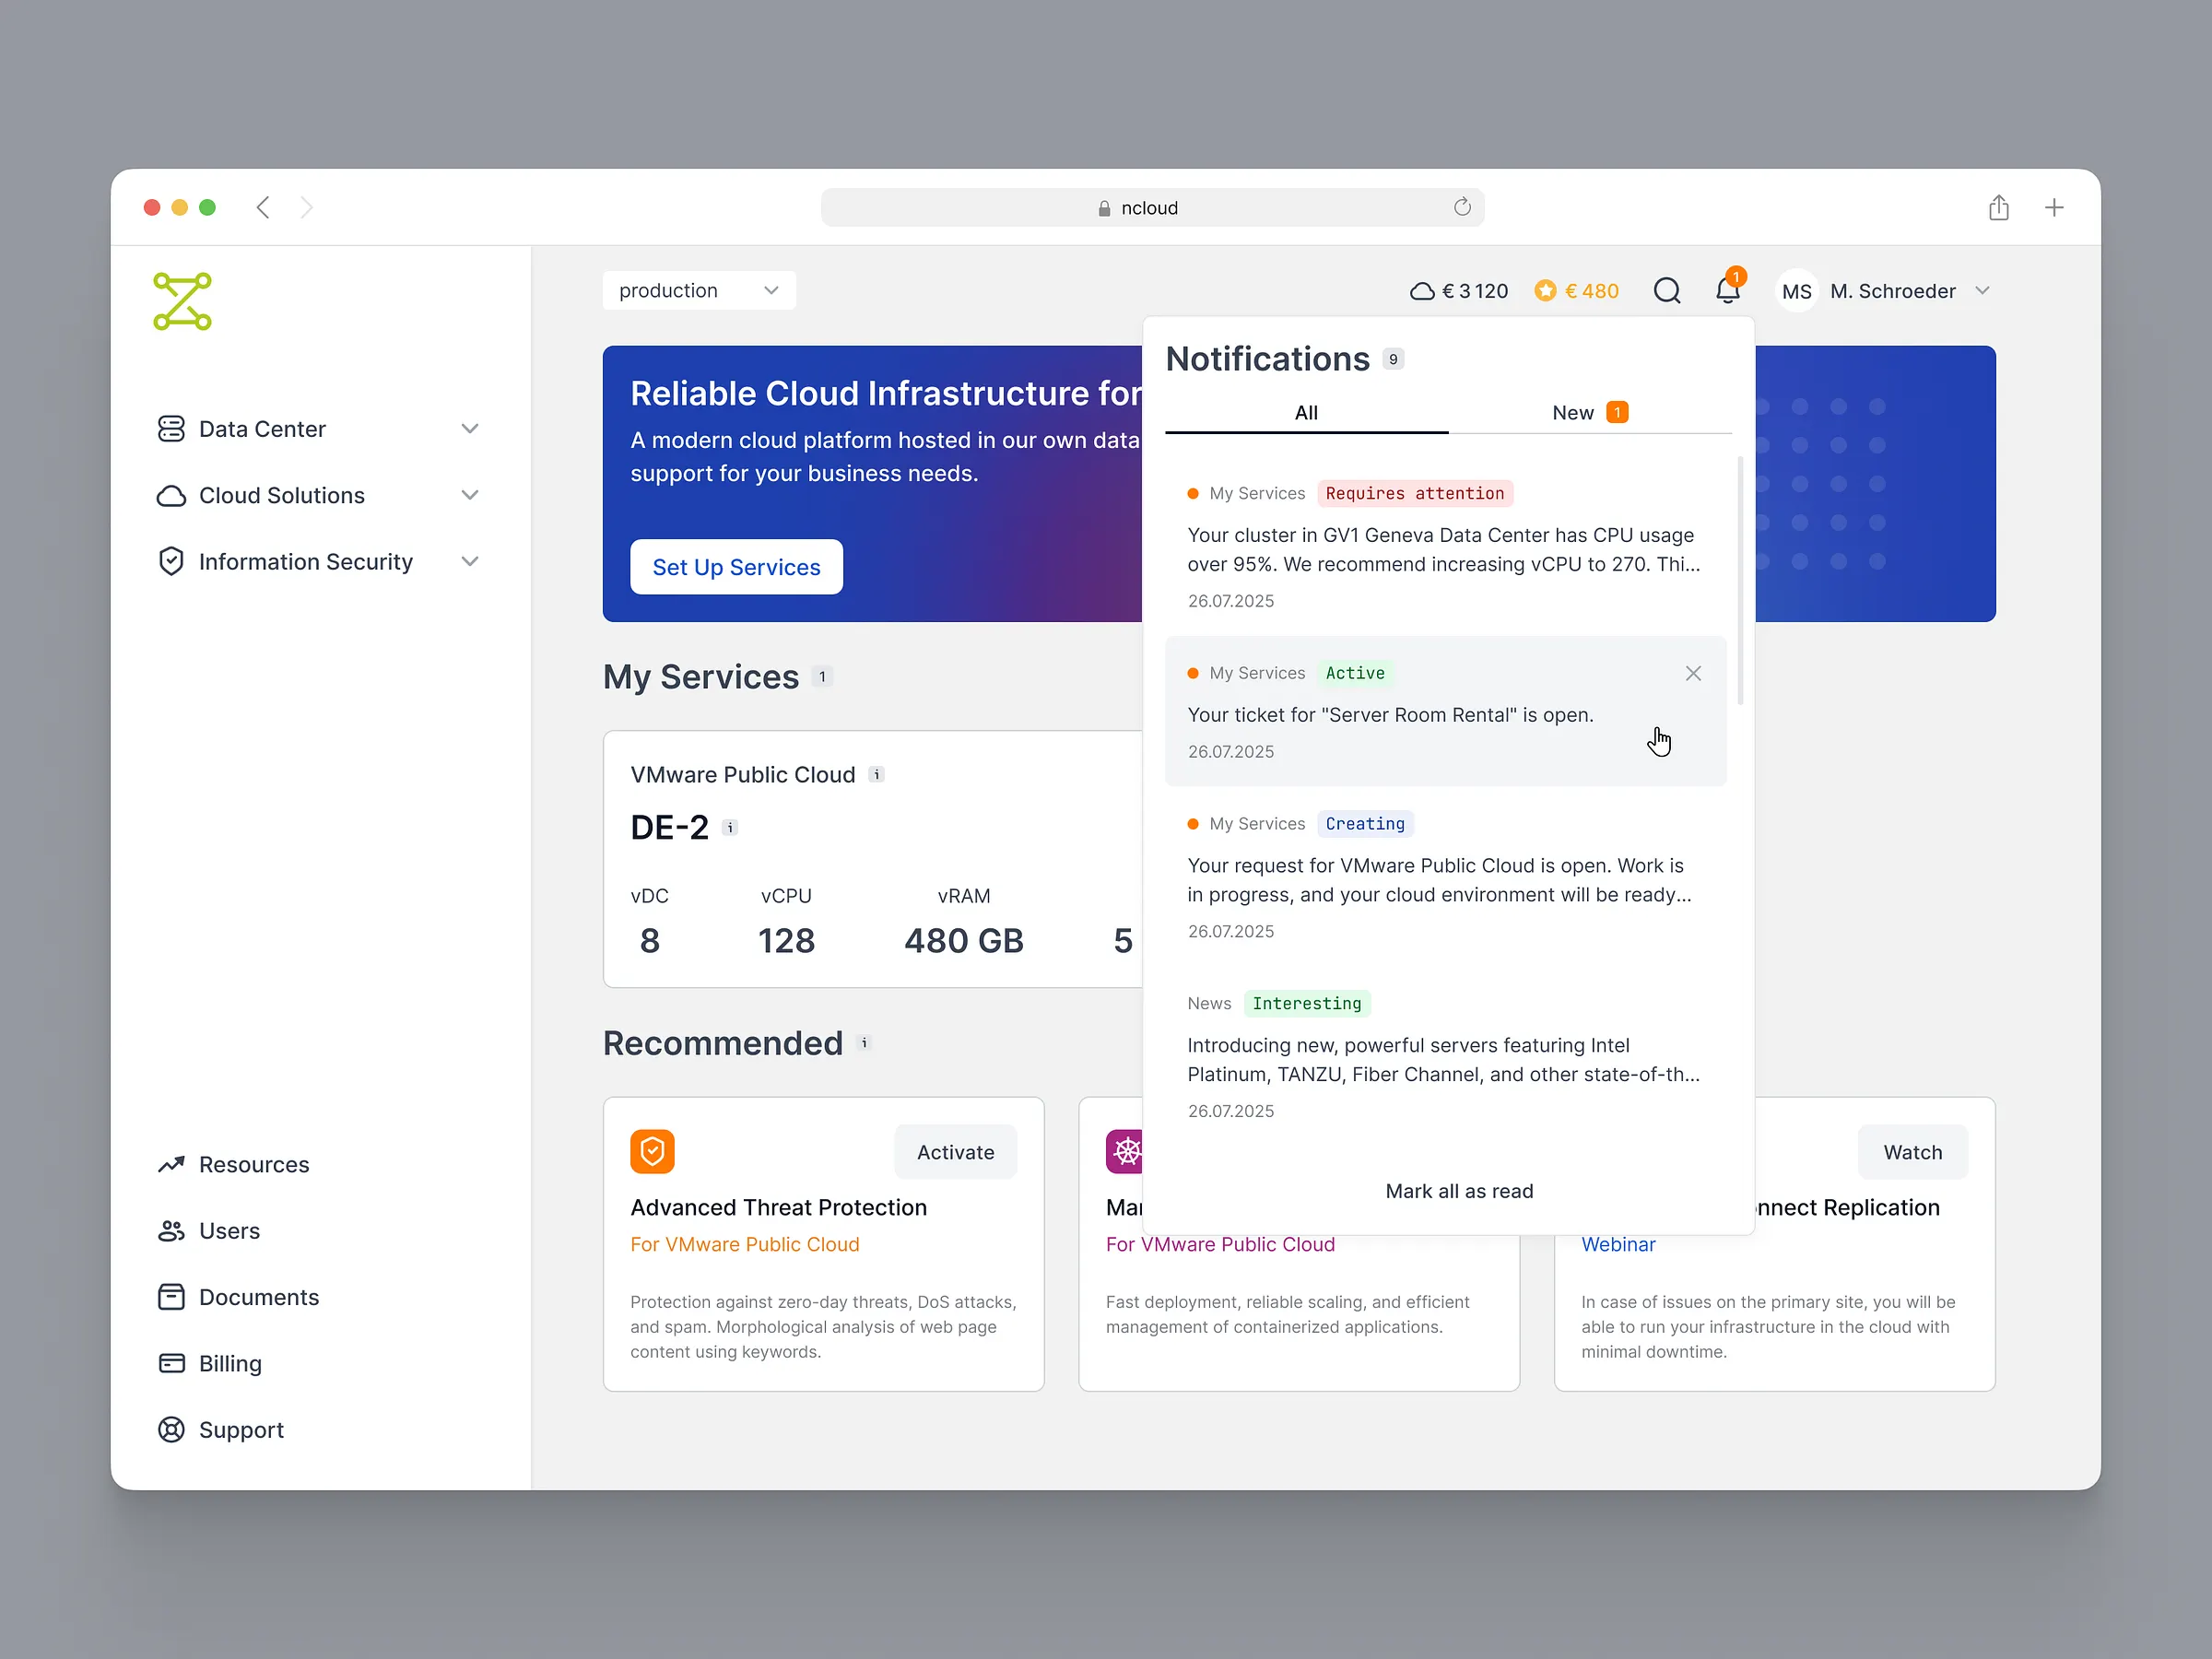 ncloud
production
€ 3 120
€ 480
1
MS
M. Schroeder
Data Center
Cloud Solutions
Information Security
Resources
Users
Documents
Billing
Support
Reliable Cloud Infrastructure for
A modern cloud platform hosted in our own data
support for your business needs.
Set Up Services
My Services 1
VMware Public Cloud i
DE-2 i
vDC vCPU vRAM
8 128 480 GB 5
Recommended i
Activate
Advanced Threat Protection
For VMware Public Cloud
Protection against zero-day threats, DoS attacks,
and spam. Morphological analysis of web page
content using keywords.
For VMware Public Cloud
Fast deployment, reliable scaling, and efficient
management of containerized applications.
Watch
Replication
Webinar
In case of issues on the primary site, you will be
able to run your infrastructure in the cloud with
minimal downtime.
Notifications 9
All
New 1
My Services Requires attention
Your cluster in GV1 Geneva Data Center has CPU usage
over 95%. We recommend increasing vCPU to 270. Thi...
26.07.2025
My Services Active
Your ticket for "Server Room Rental" is open.
26.07.2025
My Services Creating
Your request for VMware Public Cloud is open. Work is
in progress, and your cloud environment will be ready...
26.07.2025
News Interesting
Introducing new, powerful servers featuring Intel
Platinum, TANZU, Fiber Channel, and other state-of-th...
26.07.2025
Mark all as read